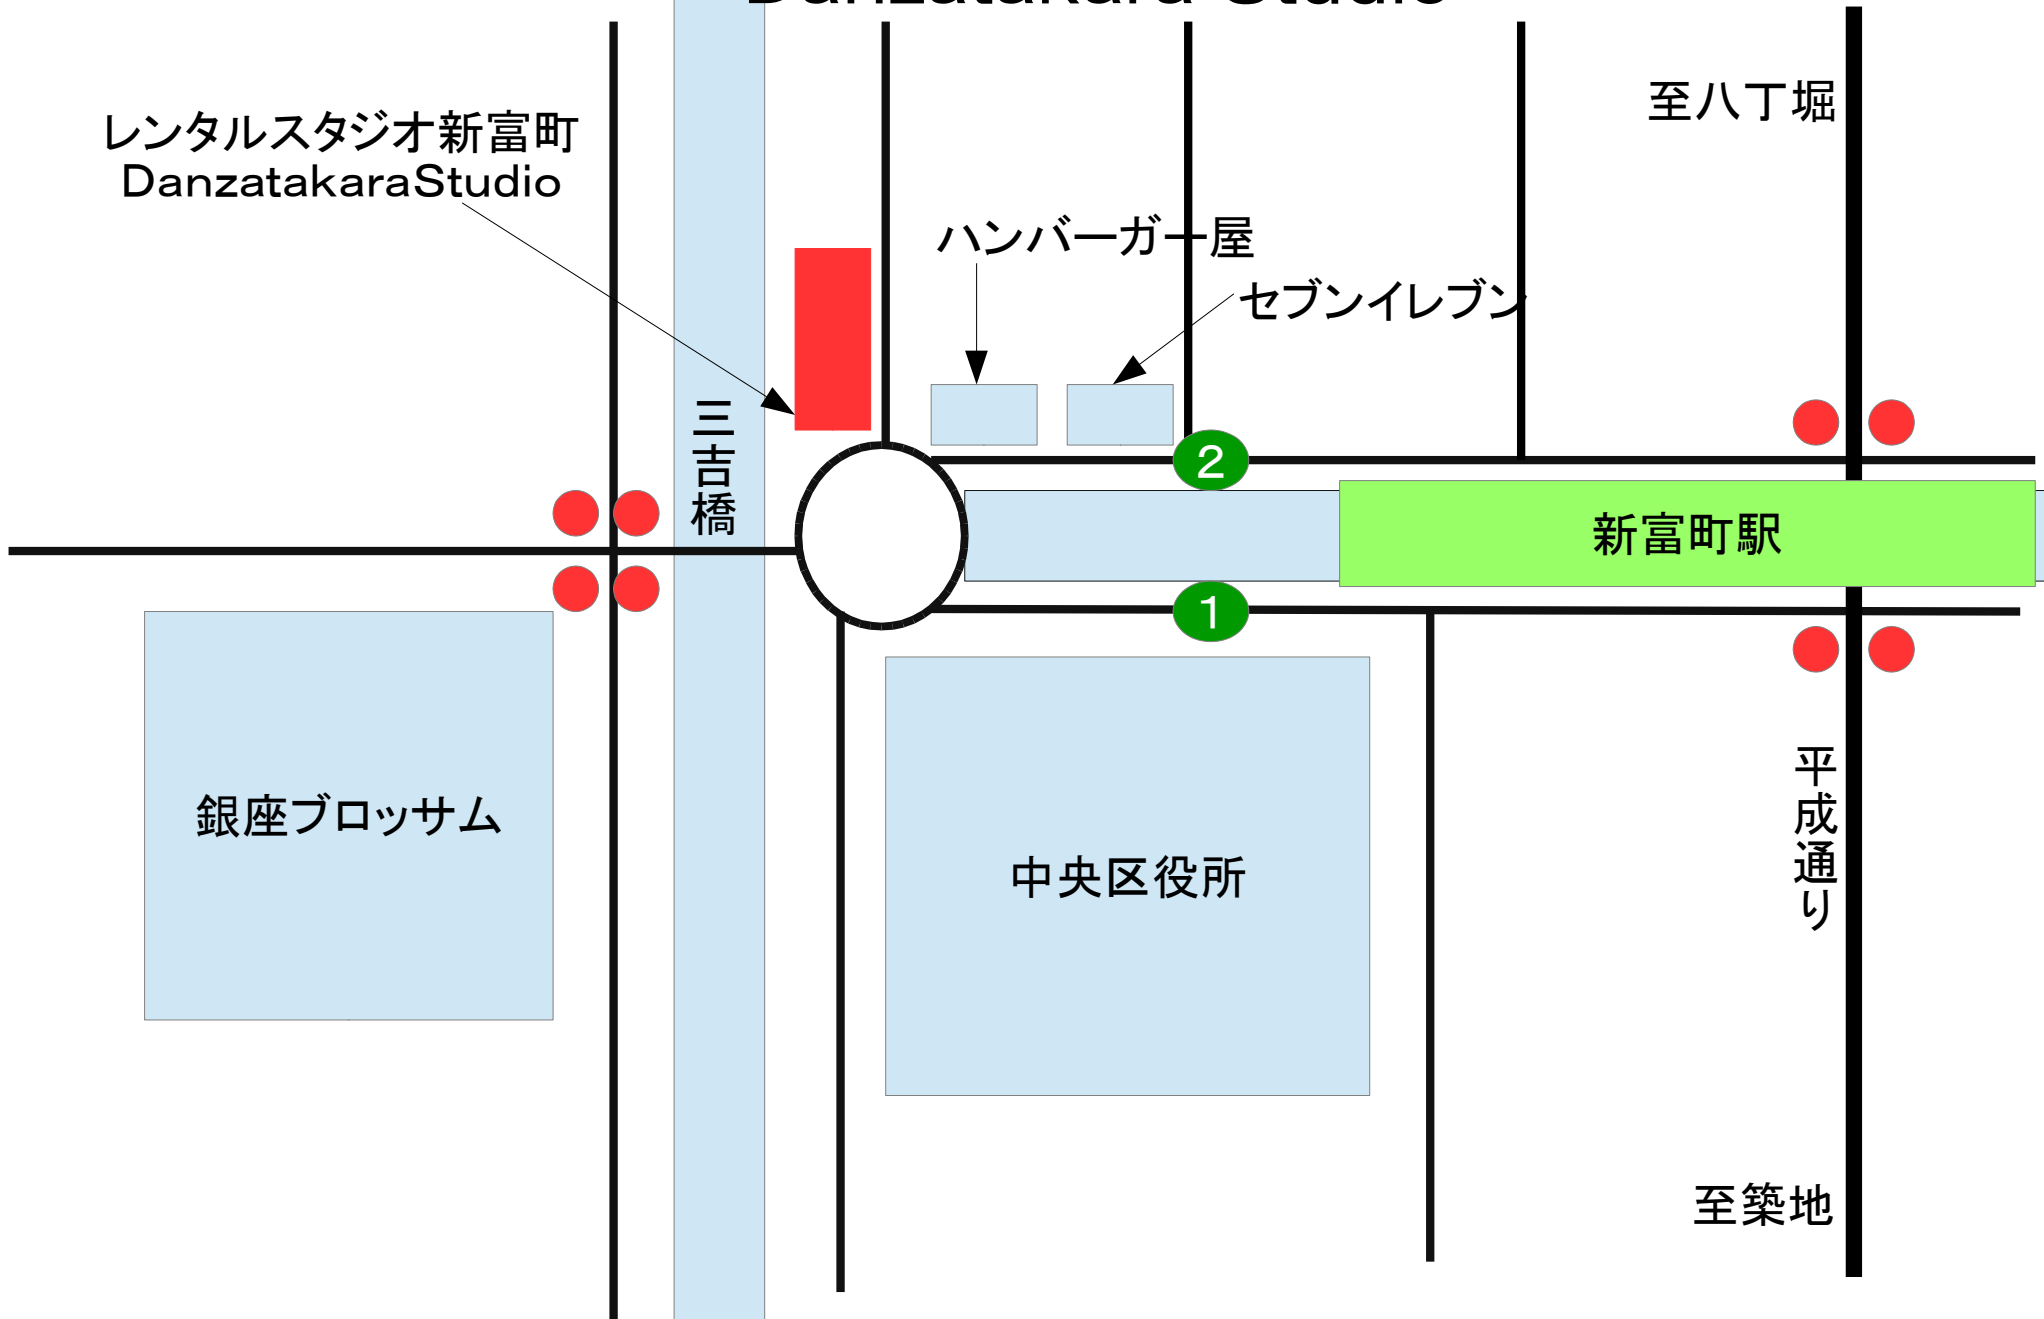 Danzatakara Studio
至八丁堀
レンタルスタジオ新富町
DanzatakaraStudio
ハンバーガー屋
セブンイレブン
三吉橋
2
新富町駅
1
平成通り
銀座ブロッサム
中央区役所
至築地